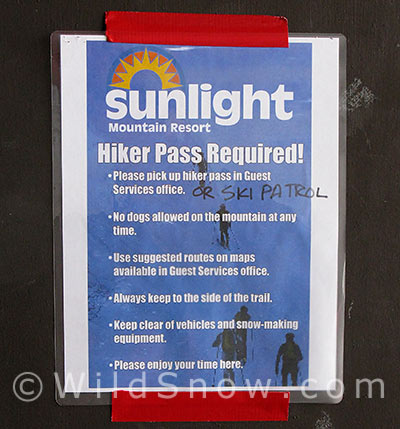 sunlight
Mountain Resort
Hiker Pass Required!
• Please pick up hiker pass in Guest
Services office. OR SKI PATROL
• No dogs allowed on the mountain at any
time.
• Use suggested routes on maps
available in Guest Services office.
• Always keep to the side of the trail.
• Keep clear of vehicles and snow-making
equipment.
• Please enjoy your time here.
©WildSnow.com